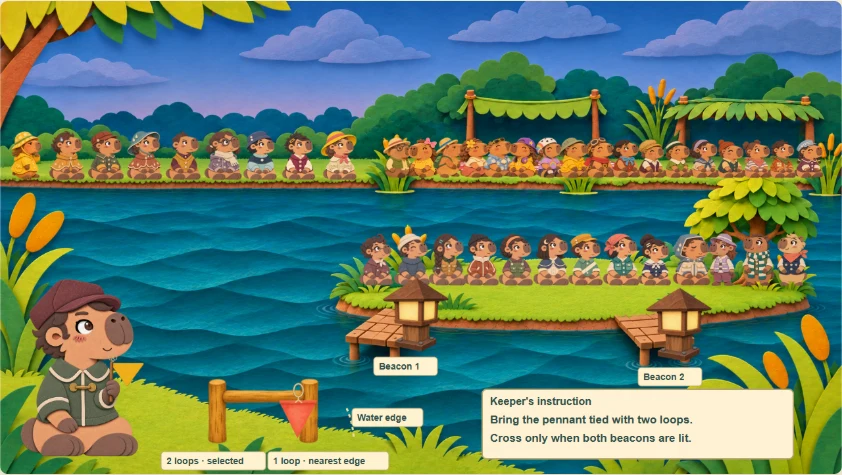 Beacon 1
Beacon 2
Keeper's instruction
Bring the pennant tied with two loops.
Cross only when both beacons are lit.
Water edge
2 loops · selected
1 loop · nearest edge